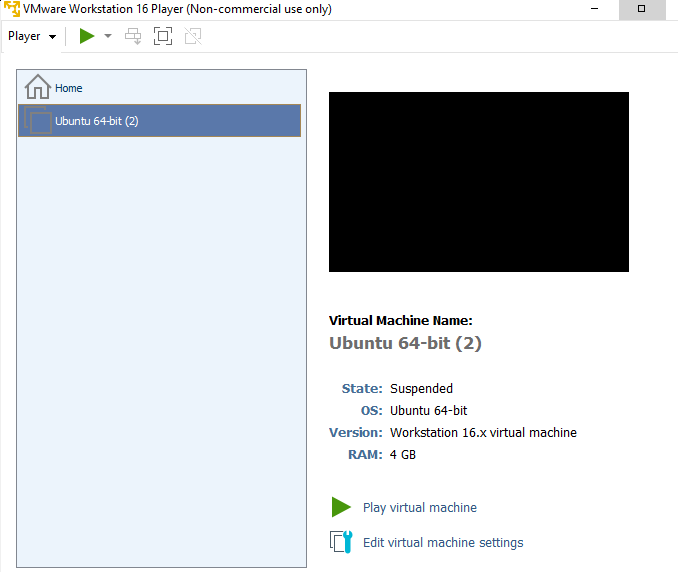 VMware Workstation 16 Player (Non-commercial use only)
Player
Home
Ubuntu 64-bit (2)
Virtual Machine Name:
Ubuntu 64-bit (2)
State: Suspended
OS: Ubuntu 64-bit
Version: Workstation 16.x virtual machine
RAM: 4 GB
Play virtual machine
Edit virtual machine settings